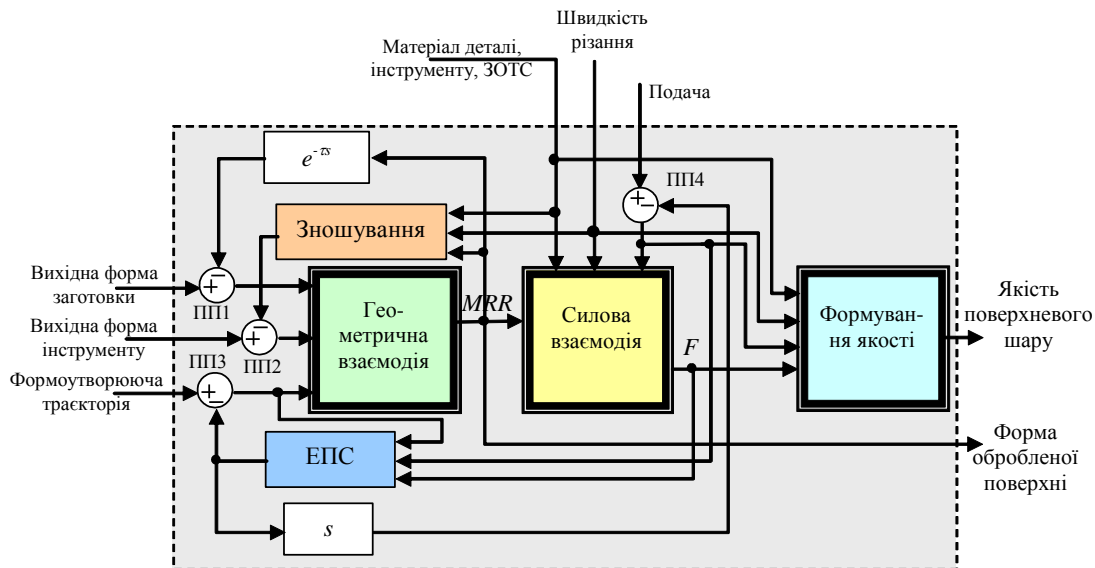 Швидкість
різання
Матеріал деталі,
інструменту, ЗОТС
Подача
e^-τs
ПП4
Зношування
Вихідна форма
заготовки
ПП1
Гео-
метрична
взаємодія
MRR
Силова
взаємодія
Формуван-
ня якості
Якість
поверхневого
шару
Вихідна форма
інструменту
ПП2
F
ПП3
Формоутворююча
траєкторія
ЕПС
Форма
обробленої
поверхні
s